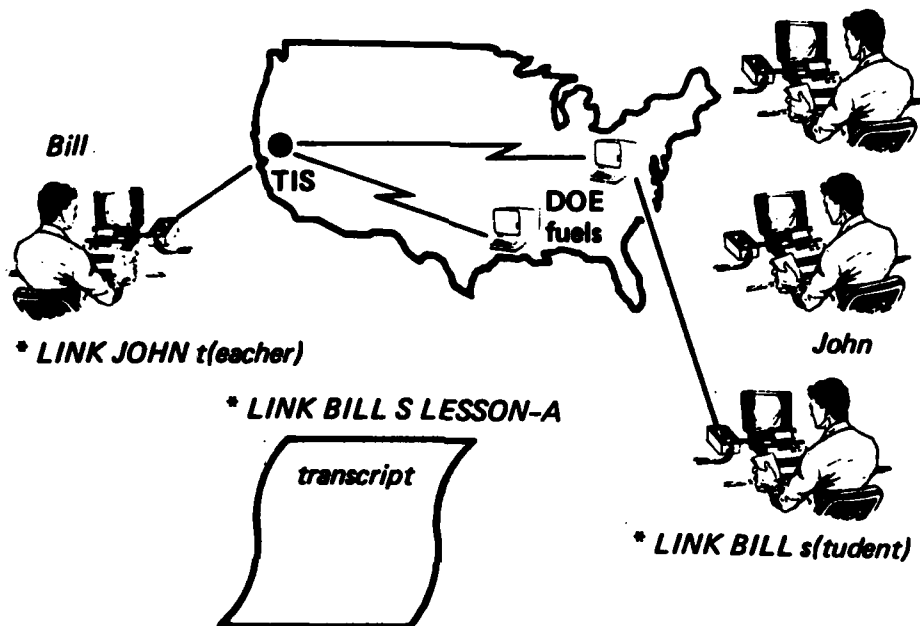 Bill
TIS
DOE
fuels
* LINK JOHN t(eacher)
John
* LINK BILL S LESSON-A
transcript
* LINK BILL s(tudent)